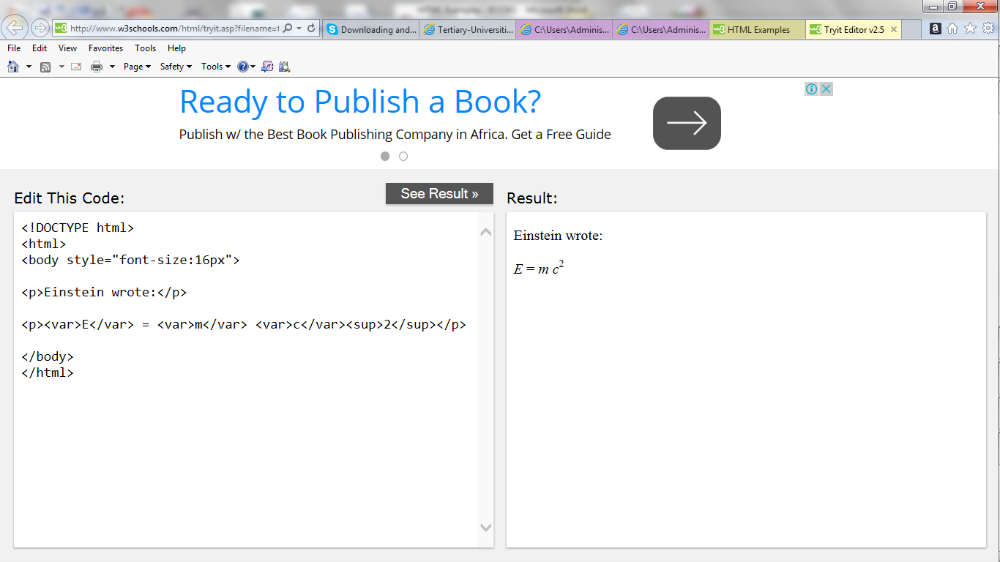 http://www.w3schools.com/html/tryit.asp?filename=t
Downloading and...
Tertiary-Universiti...
C:\Users\Adminis...
C:\Users\Adminis...
HTML Examples
Tryit Editor v2.5
File Edit View Favorites Tools Help
Page Safety Tools
Ready to Publish a Book?
Publish w/ the Best Book Publishing Company in Africa. Get a Free Guide
Edit This Code:
See Result »
<!DOCTYPE html>
<html>
<body style="font-size:16px">
<p>Einstein wrote:</p>
<p><var>E</var> = <var>m</var> <var>c</var><sup>2</sup></p>
</body>
</html>
Result:
Einstein wrote:
E = m c²